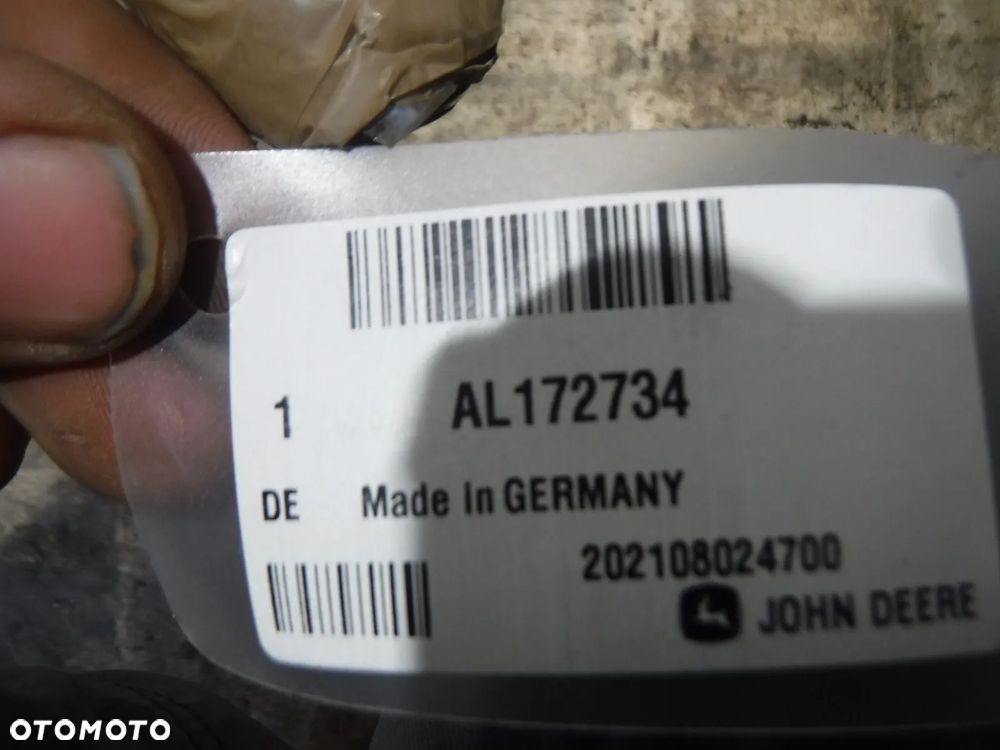 1 AL172734
DE Made In GERMANY
202108024700
JOHN DEERE
OTOMOTO